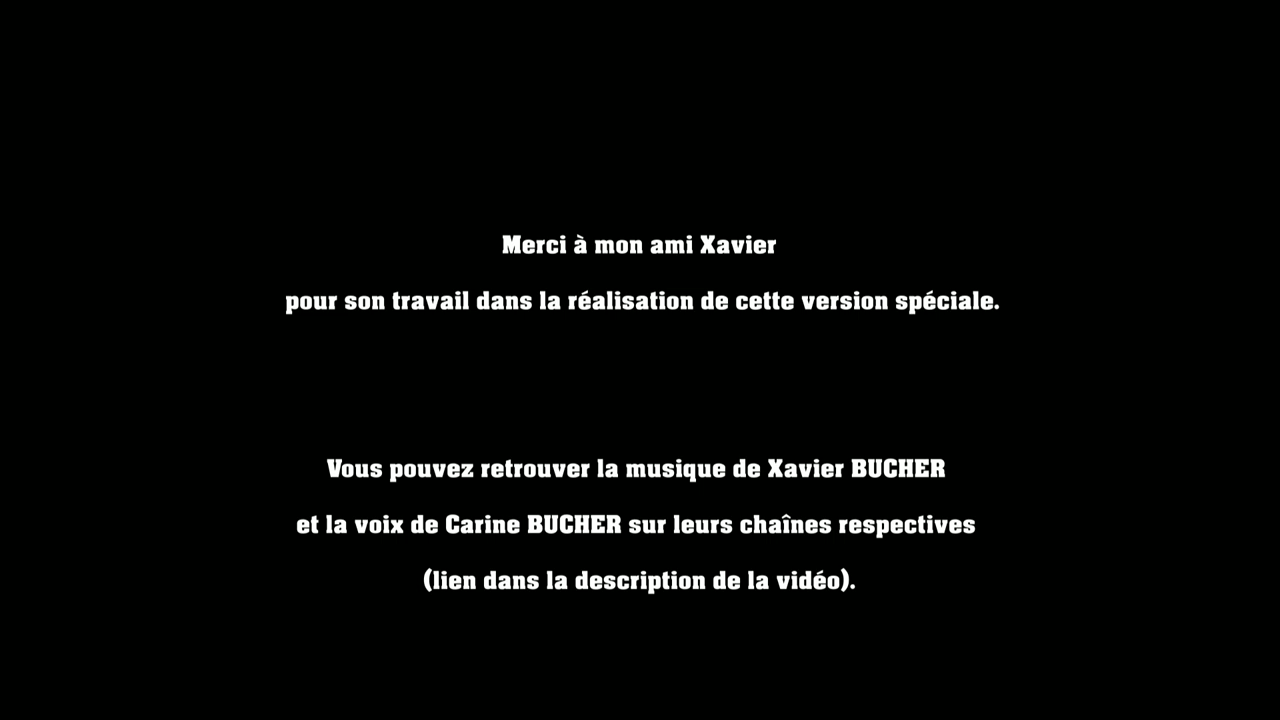 Merci à mon ami Xavier
pour son travail dans la réalisation de cette version spéciale.
Vous pouvez retrouver la musique de Xavier BUCHER
et la voix de Carine BUCHER sur leurs chaînes respectives
(lien dans la description de la vidéo).